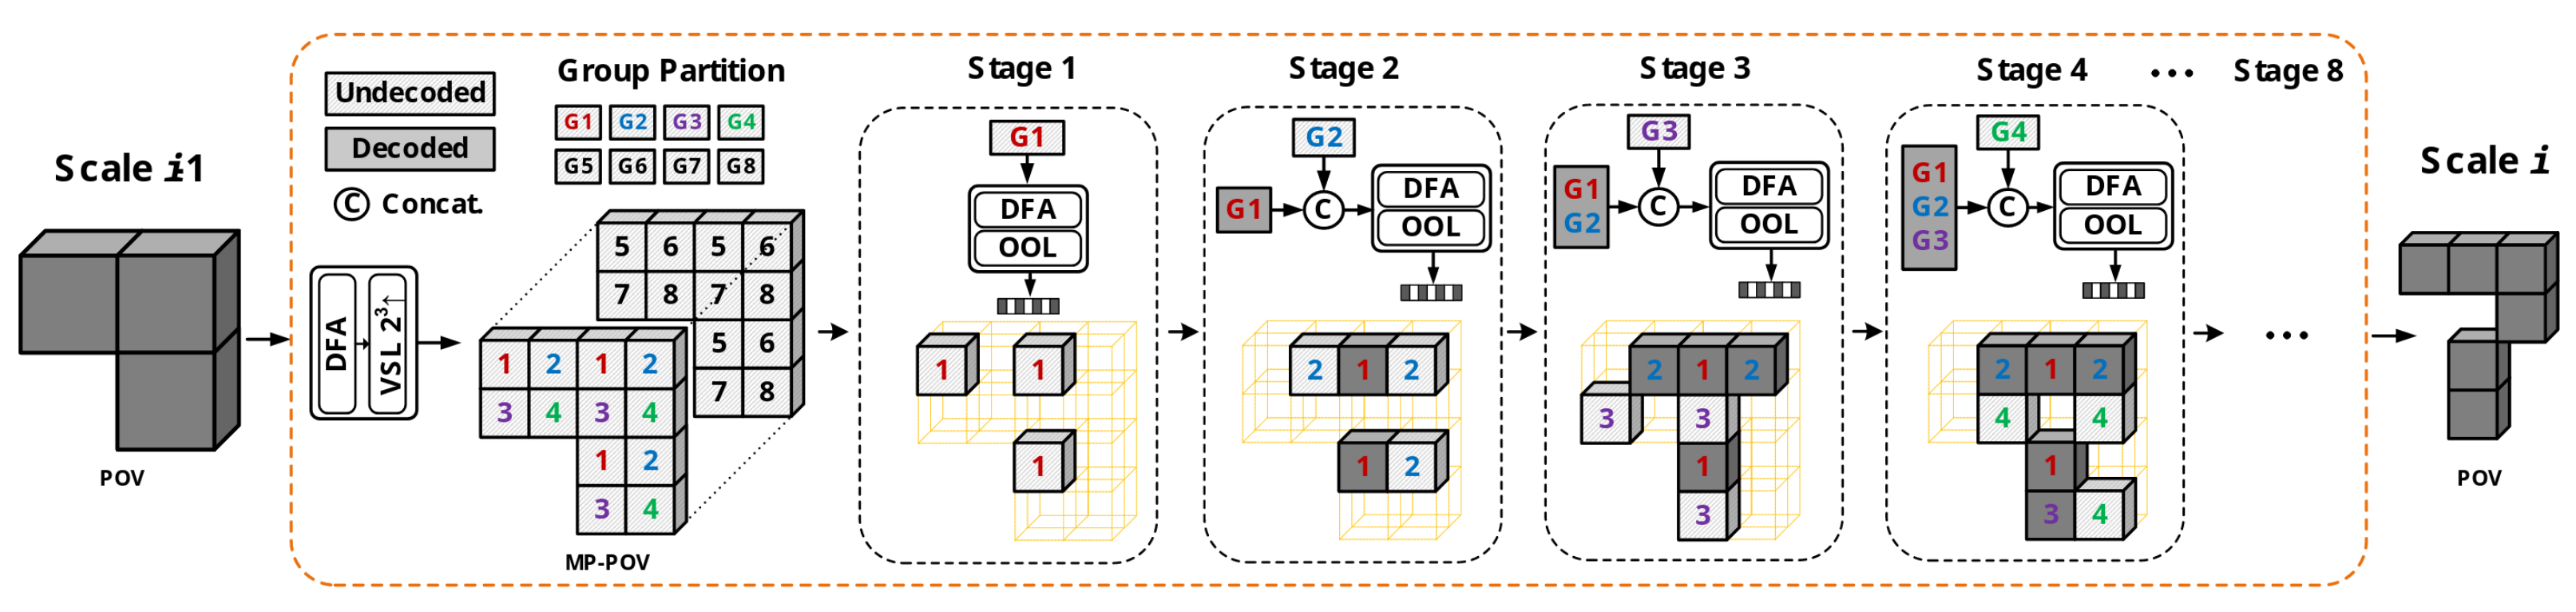 Scale i-1
POV
Undecoded
Decoded
C Concat.
DFA
VSL 2³↑
Group Partition
G1 G2 G3 G4
G5 G6 G7 G8
5 6 5 6
7 8 7 8
5 6
7 8
1 2 1 2
3 4 3 4
1 2
3 4
MP-POV
Stage 1
G1
DFA
OOL
1 1
1
Stage 2
G2
G1 C DFA
OOL
2 1 2
1 2
Stage 3
G3
G1
G2
C
DFA
OOL
2 1 2
3 3
1
3
Stage 4
G4
G1
G2
G3
C
DFA
OOL
2 1 2
4 4
1
3 4
••• Stage 8
•••
Scale i
POV